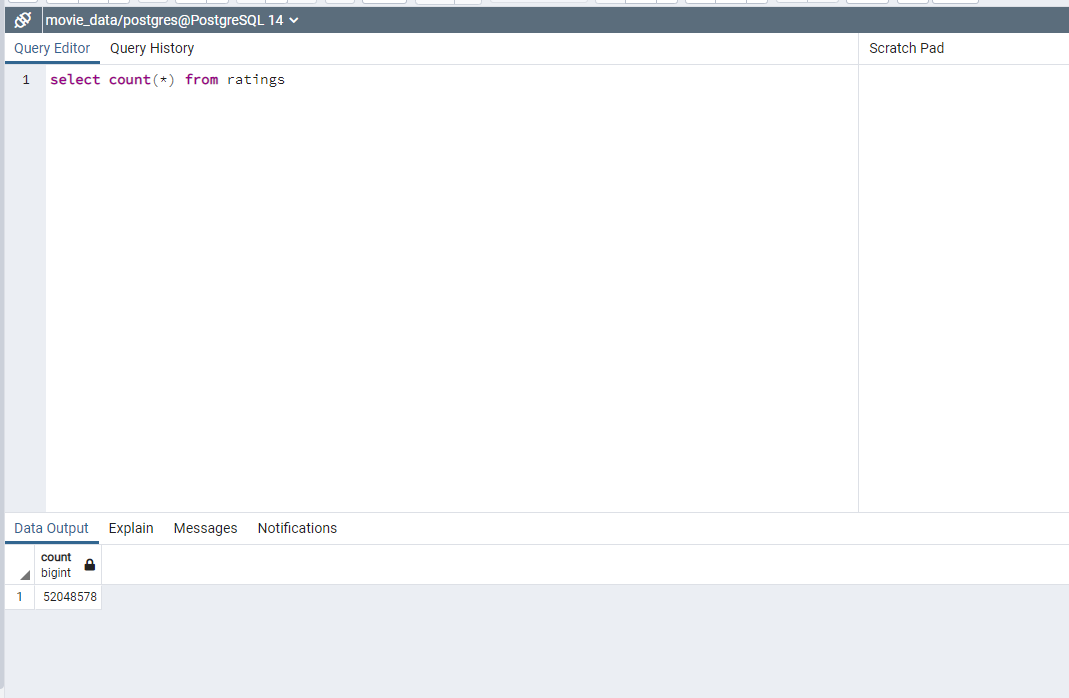 movie_data/postgres@PostgreSQL 14
Query Editor Query History Scratch Pad
1 select count(*) from ratings
Data Output Explain Messages Notifications
count
bigint
1 52048578